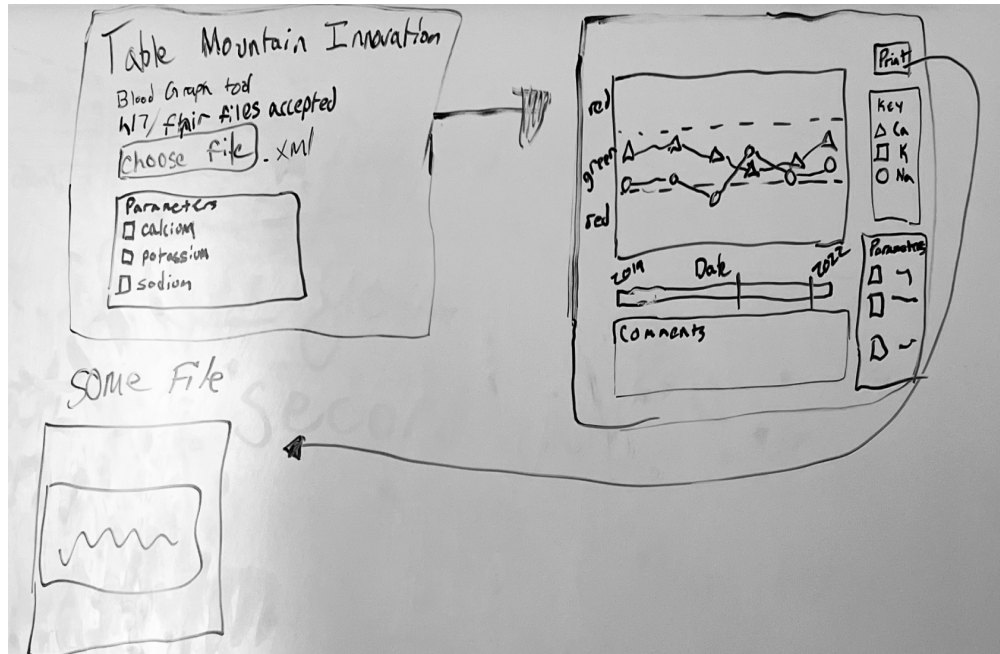 Table Mountain Innovation
Blood Graph tool
hl7/fhir files accepted
choose file .xml
Parameters
calcium
potassium
sodium
Print
red
green
red
Key
Ca
K
Na
2019 Date 2022
Comments
Parameters
some file